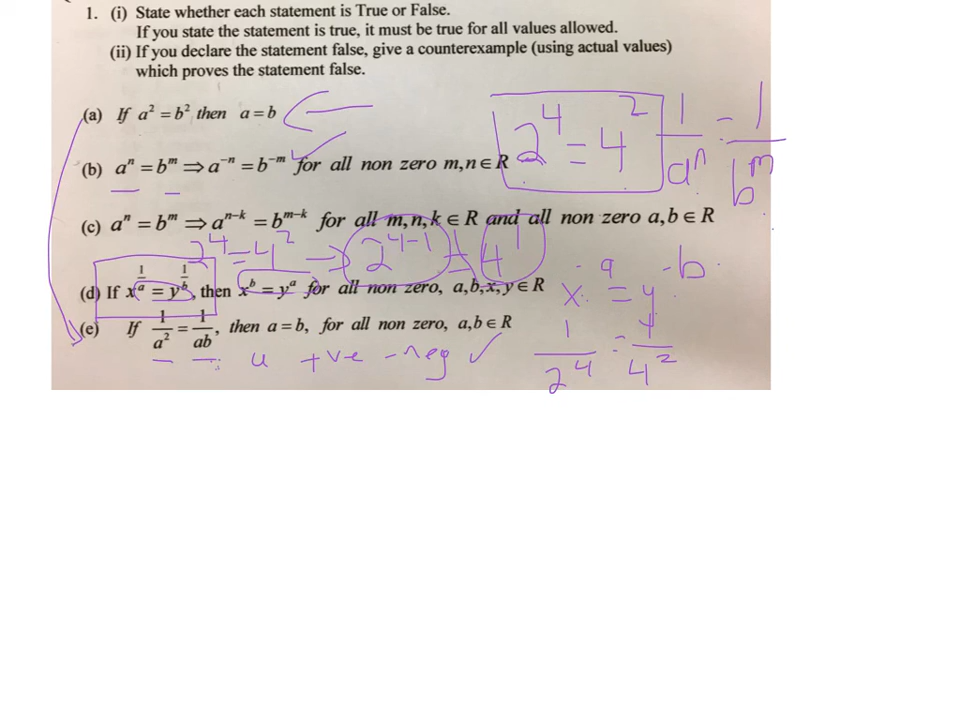 1. (i) State whether each statement is True or False.
If you state the statement is true, it must be true for all values allowed.
(ii) If you declare the statement false, give a counterexample (using actual values)
which proves the statement false.
(a) If a² = b² then a = b
2⁴ = 4²
1/aⁿ = 1/bᵐ
(b) aⁿ = bᵐ ⇒ a⁻ⁿ = b⁻ᵐ for all non zero m,n ∈ R
(c) aⁿ = bᵐ ⇒ aⁿ⁻ᵏ = bᵐ⁻ᵏ for all m,n,k ∈ R and all non zero a,b ∈ R
2⁴ = 4² ⇒ 2⁴⁻¹ ≠ 4¹
(d) If x^(1/a) = y^(1/b), then x^b = y^a for all non zero, a,b,x,y ∈ R
x^(-a) = y^(-b)
(e) If 1/a² = 1/ab, then a = b, for all non zero, a,b ∈ R
+ve -neg ✓
1/2⁴ = 1/4²